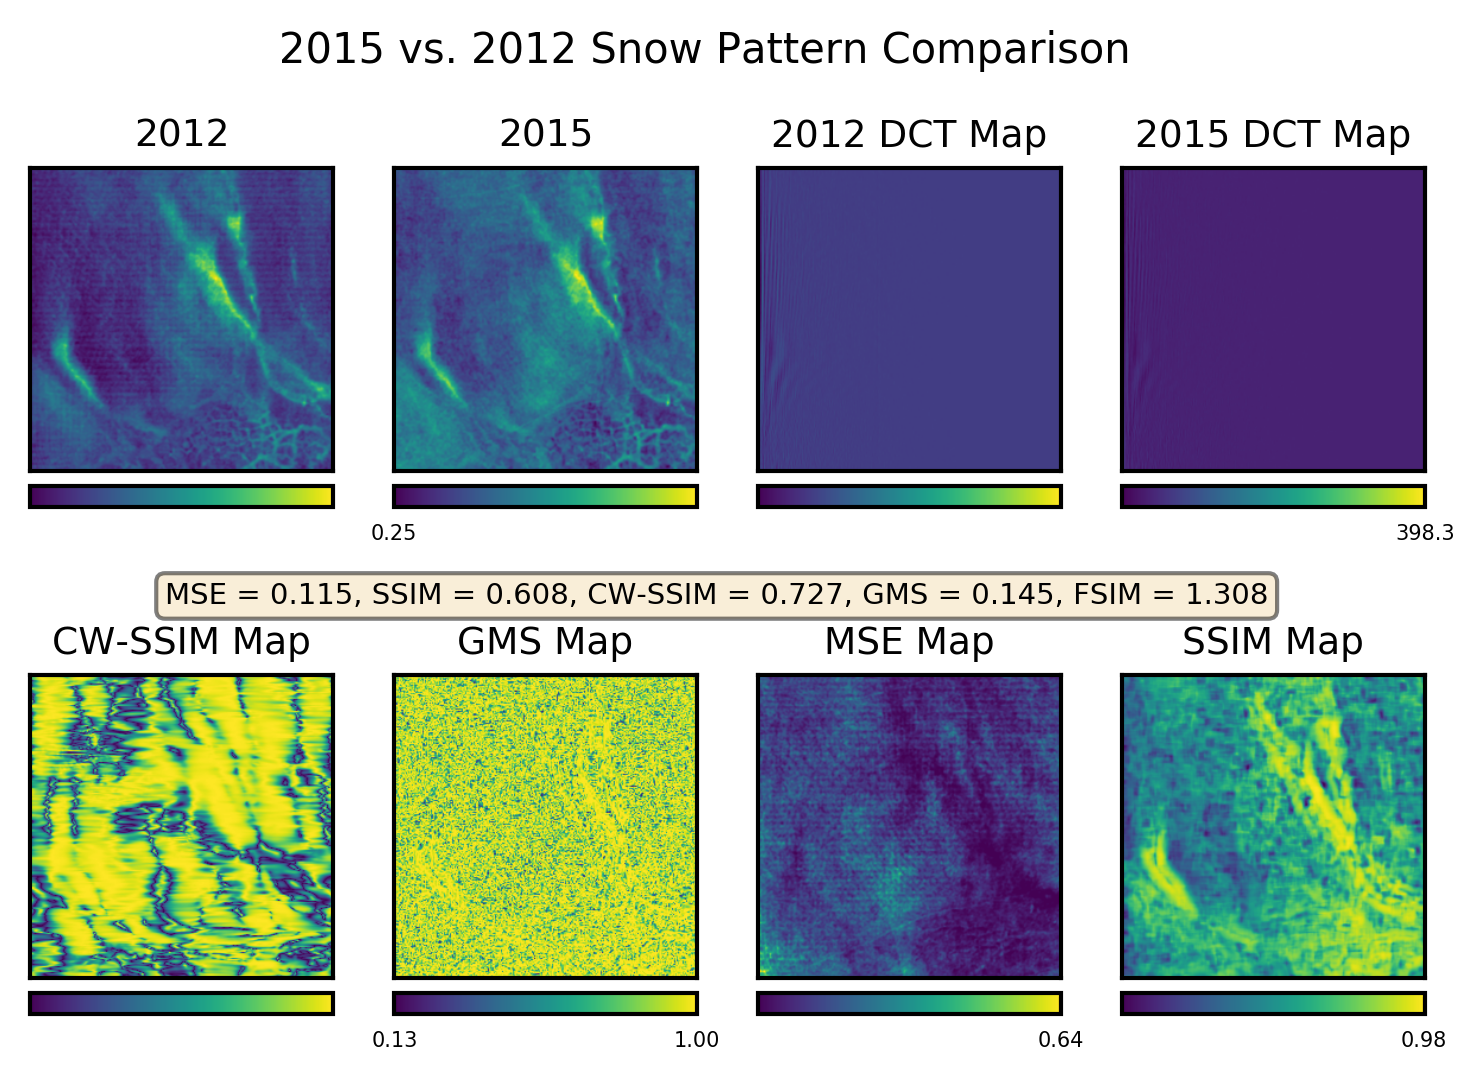 2015 vs. 2012 Snow Pattern Comparison
2012
2015
2012 DCT Map
2015 DCT Map
0.25
398.3
MSE = 0.115, SSIM = 0.608, CW-SSIM = 0.727, GMS = 0.145, FSIM = 1.308
CW-SSIM Map
GMS Map
MSE Map
SSIM Map
0.13
1.00
0.64
0.98